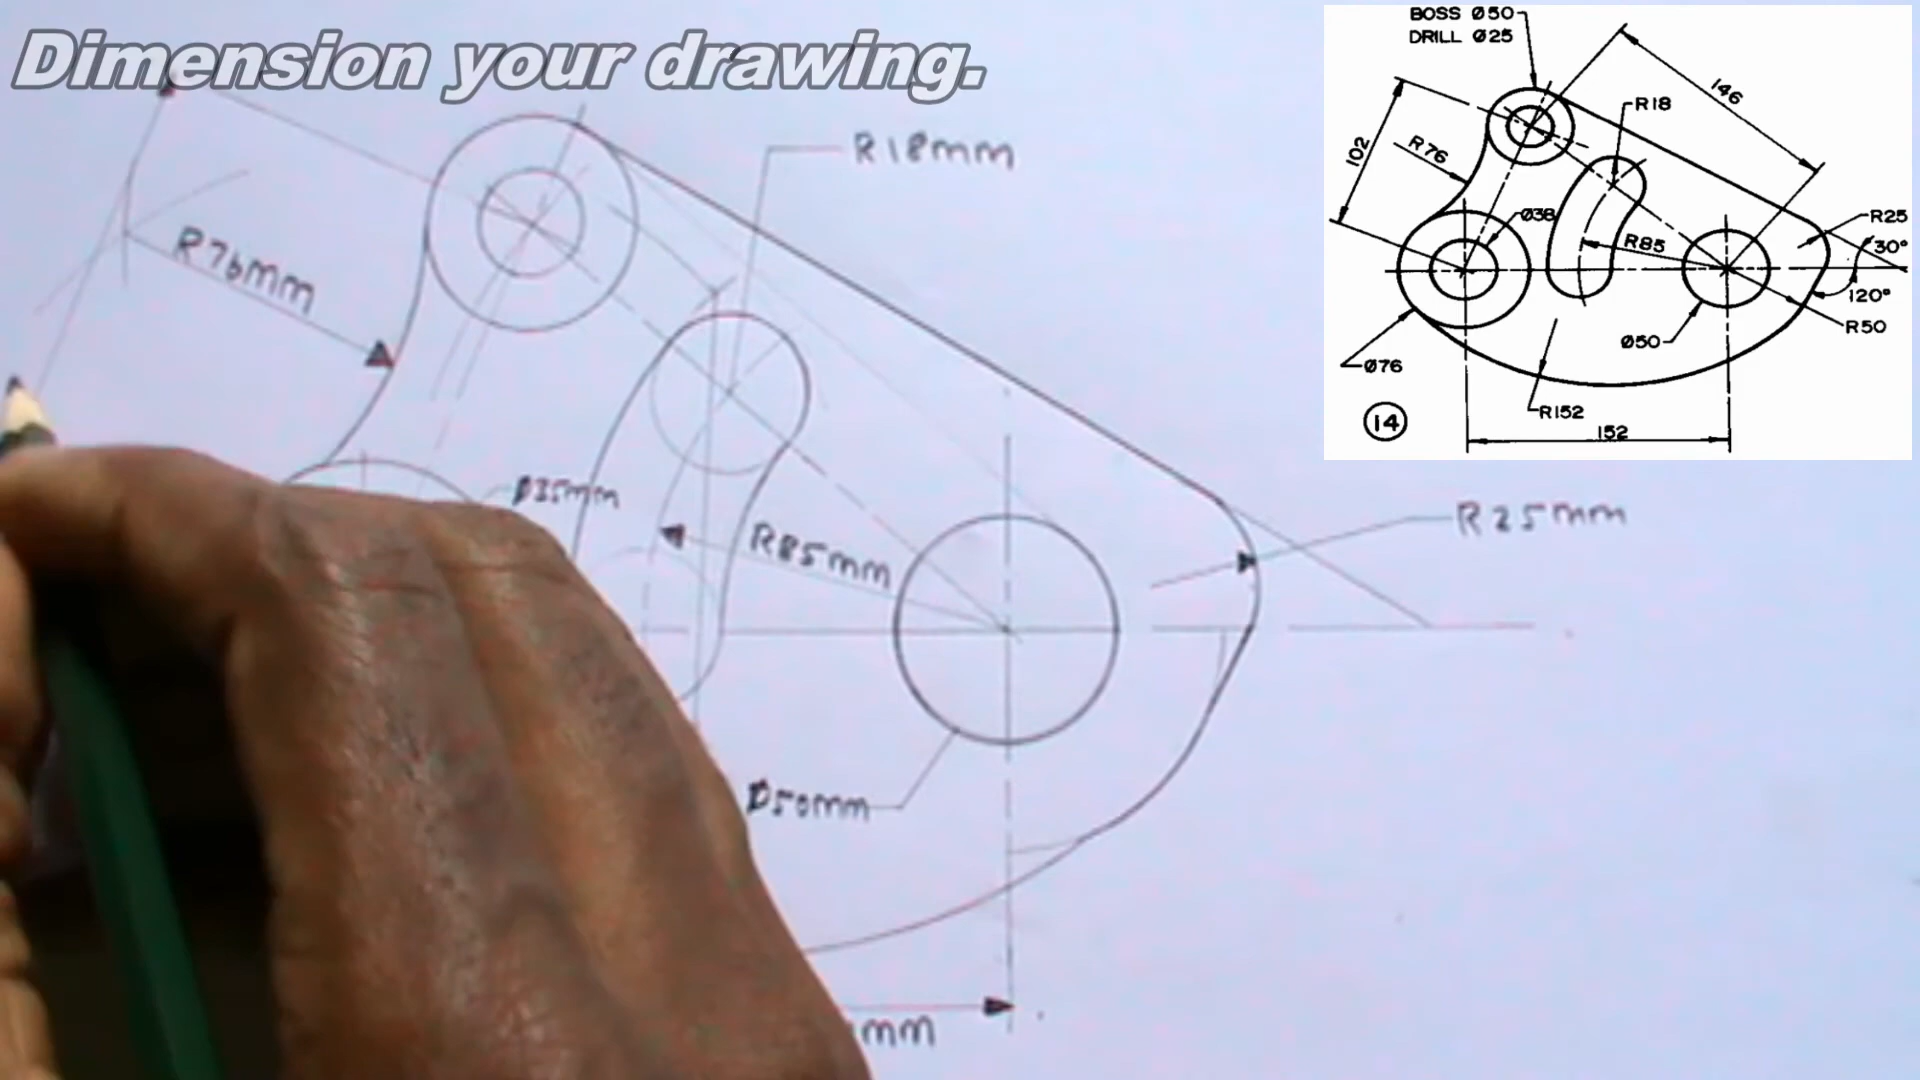 Dimension your drawing.
BOSS Ø50
DRILL Ø25
146
R18
102
R76
Ø38
R85
R25
30°
120°
R50
Ø50
Ø76
R152
14
152
R18mm
R76mm
R85mm
R25mm
Ø50mm
mm